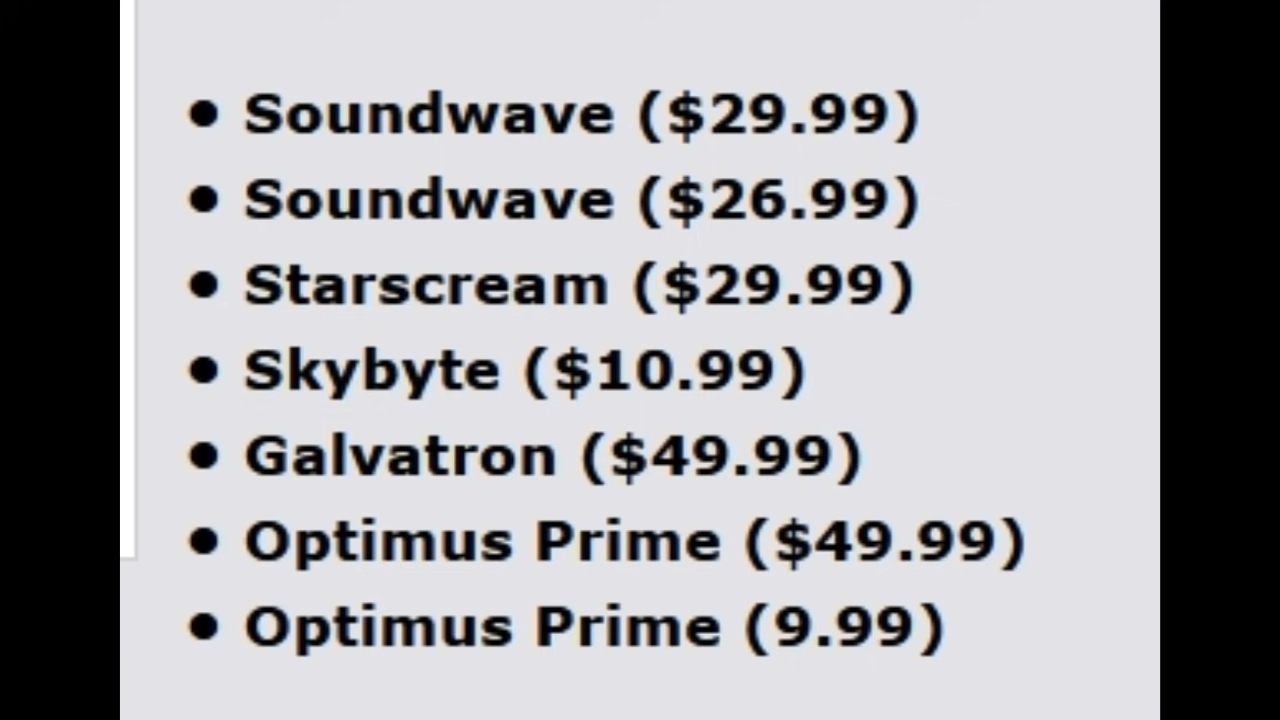 • Soundwave ($29.99)
• Soundwave ($26.99)
• Starscream ($29.99)
• Skybyte ($10.99)
• Galvatron ($49.99)
• Optimus Prime ($49.99)
• Optimus Prime (9.99)